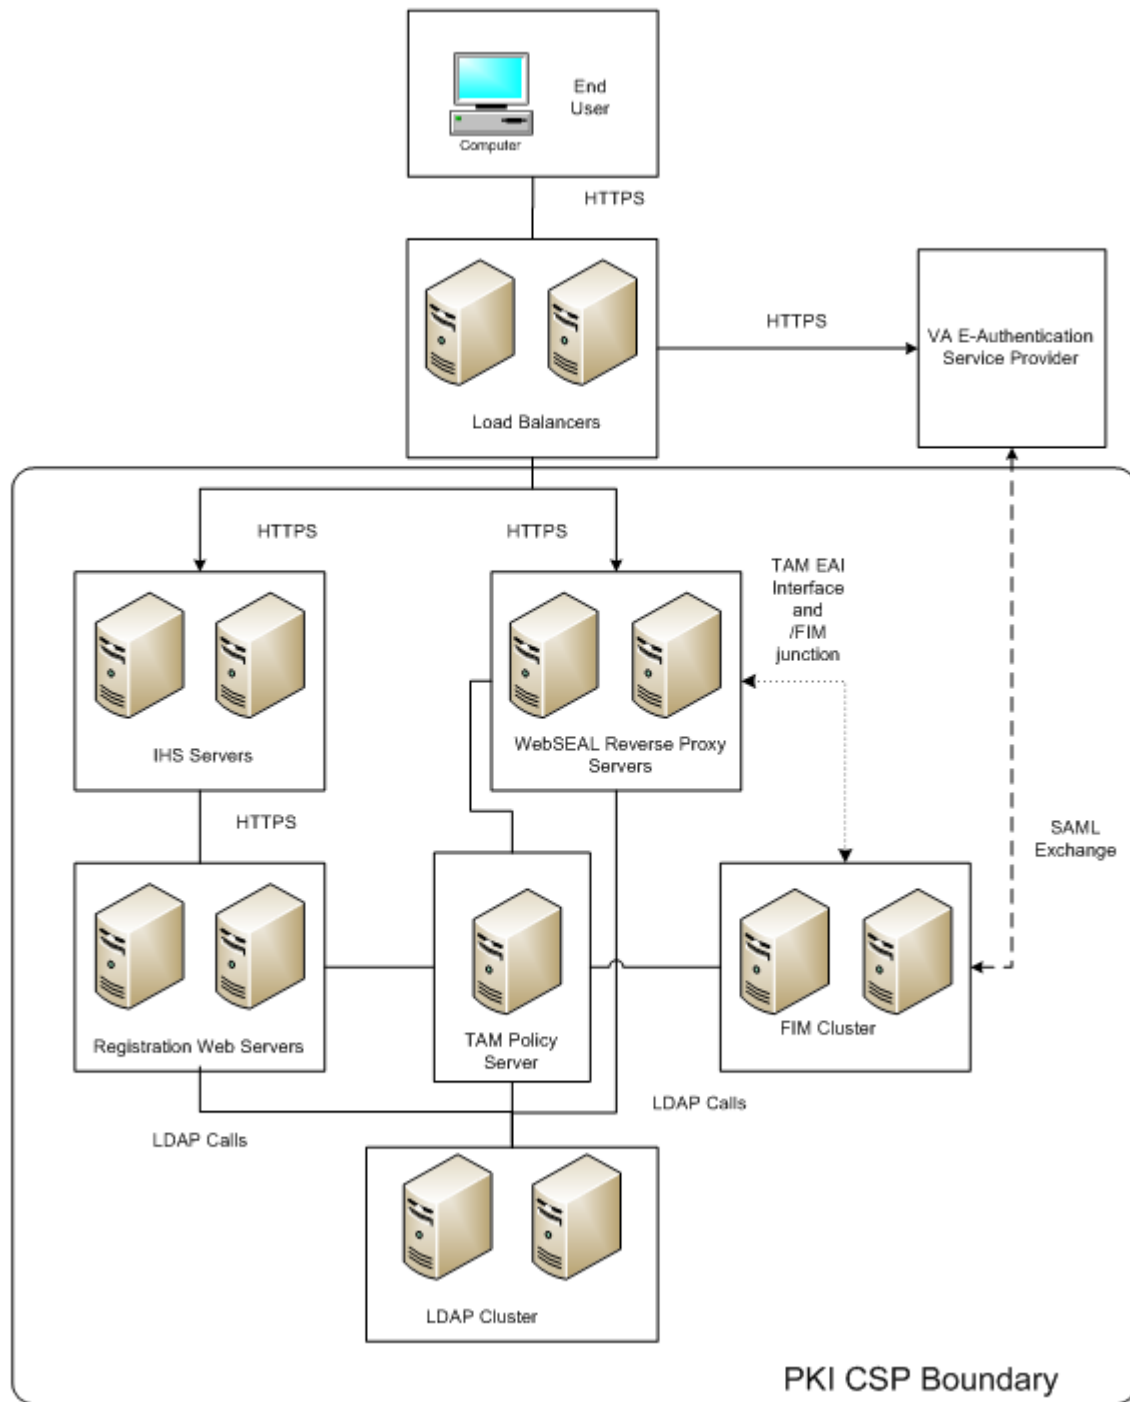 End
User
Computer
HTTPS
HTTPS
VA E-Authentication
Service Provider
Load Balancers
HTTPS
HTTPS
TAM EAI
Interface
and
/FIM
junction
IHS Servers
WebSEAL Reverse Proxy
Servers
HTTPS
SAML
Exchange
Registration Web Servers
TAM Policy
Server
FIM Cluster
LDAP Calls
LDAP Calls
LDAP Cluster
PKI CSP Boundary